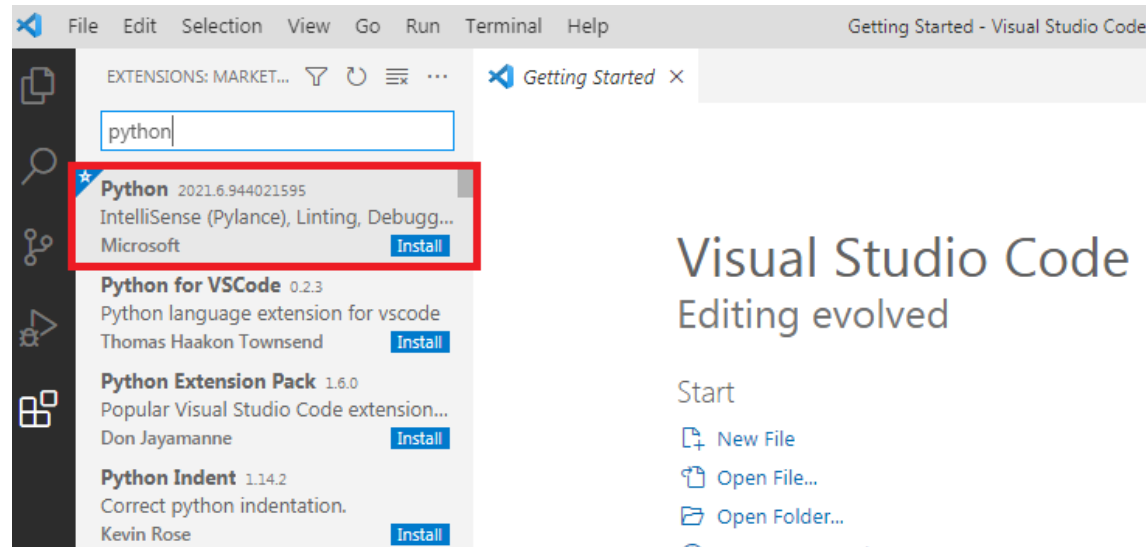 File Edit Selection View Go Run Terminal Help
Getting Started - Visual Studio Code
EXTENSIONS: MARKET...
python
Python 2021.6.944021595
IntelliSense (Pylance), Linting, Debugg...
Microsoft Install
Python for VSCode 0.2.3
Python language extension for vscode
Thomas Haakon Townsend Install
Python Extension Pack 1.6.0
Popular Visual Studio Code extension...
Don Jayamanne Install
Python Indent 1.14.2
Correct python indentation.
Kevin Rose Install
Getting Started
Visual Studio Code
Editing evolved
Start
New File
Open File...
Open Folder...